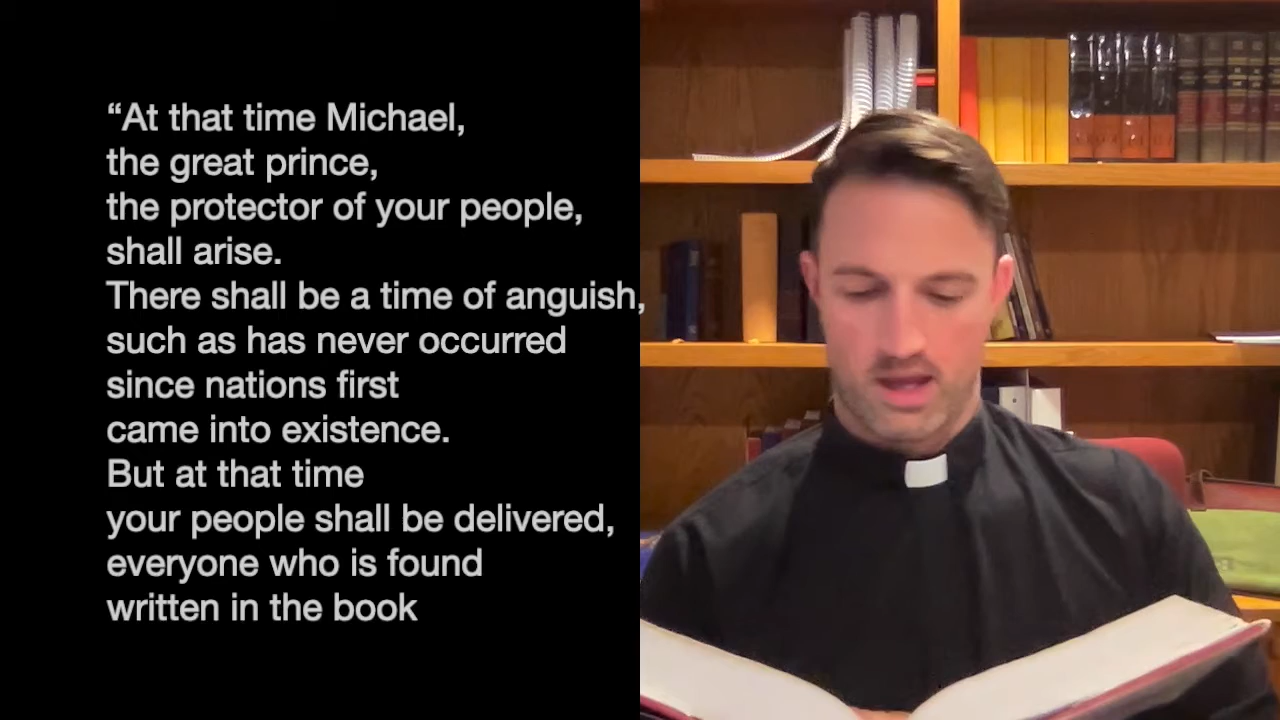 “At that time Michael,
the great prince,
the protector of your people,
shall arise.
There shall be a time of anguish,
such as has never occurred
since nations first
came into existence.
But at that time
your people shall be delivered,
everyone who is found
written in the book